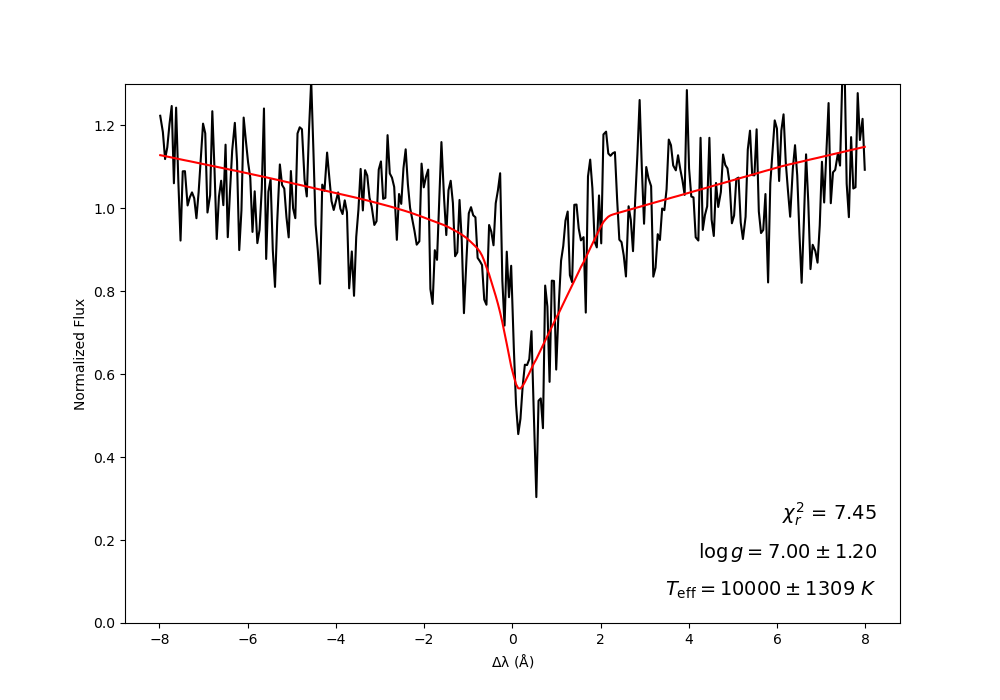 1.2
1.0
0.8
0.6
0.4
0.2
0.0
Normalized Flux
χ²ᵣ = 7.45
log g = 7.00 ± 1.20
T_eff = 10000 ± 1309 K
−8 −6 −4 −2 0 2 4 6 8
Δλ (Å)